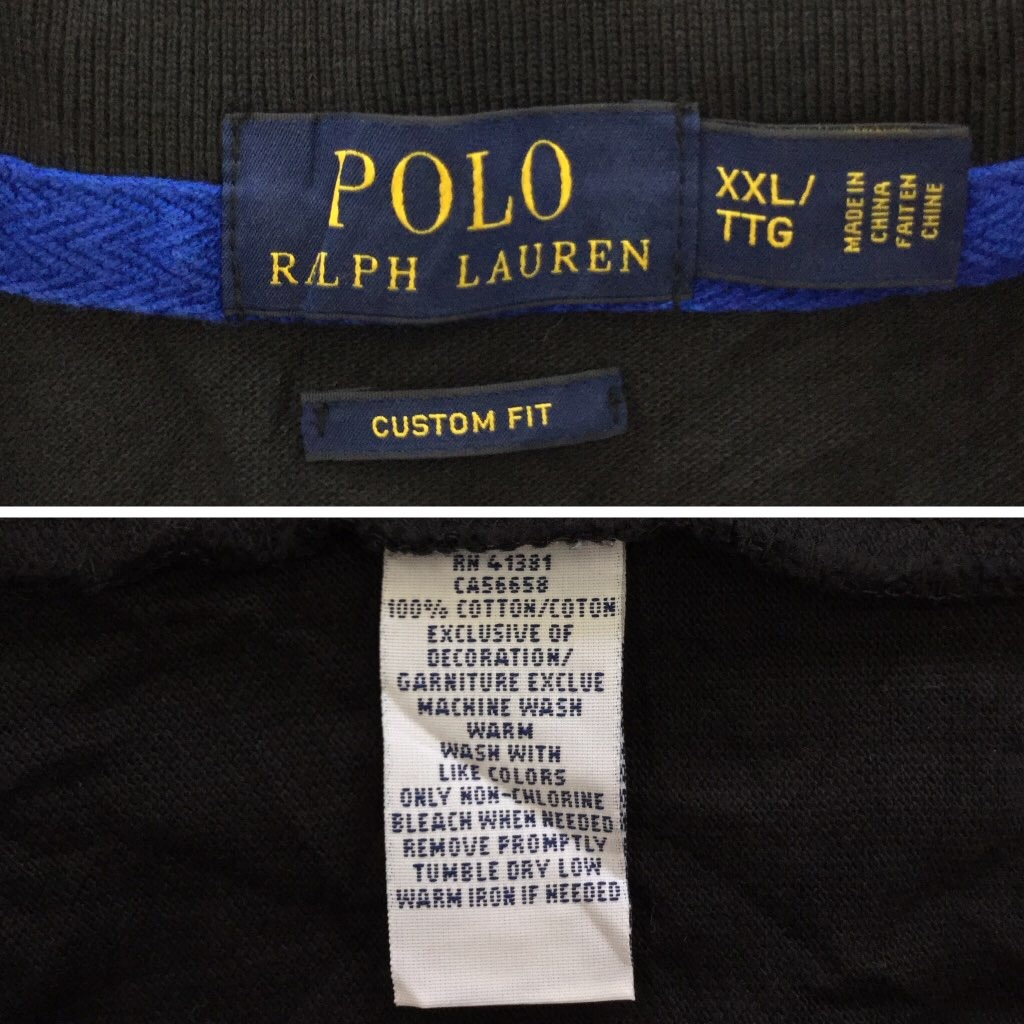 POLO
RALPH LAUREN
XXL/
TTG
MADE IN
CHINA
FAIT EN
CHINE
CUSTOM FIT
RN 41381
CA56658
100% COTTON/COTON
EXCLUSIVE OF
DECORATION/
GARNITURE EXCLUE
MACHINE WASH
WARM
WASH WITH
LIKE COLORS
ONLY NON-CHLORINE
BLEACH WHEN NEEDED
REMOVE PROMPTLY
TUMBLE DRY LOW
WARM IRON IF NEEDED